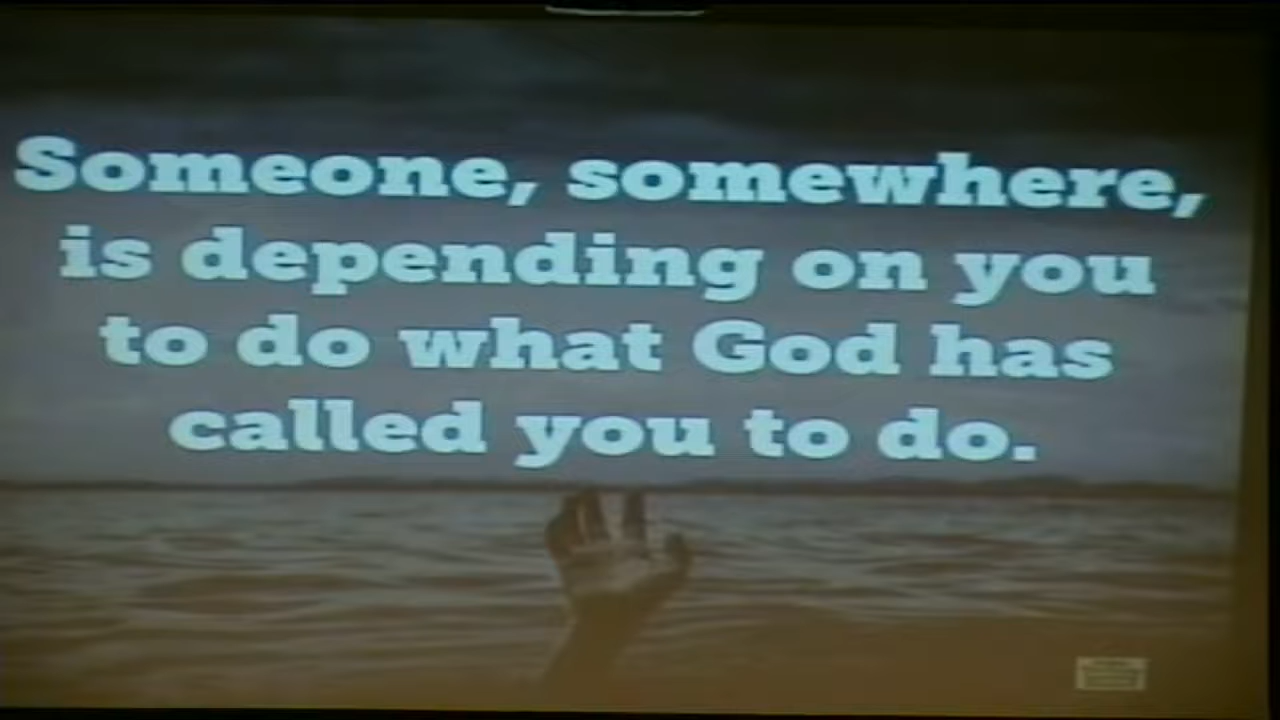 Someone, somewhere,
is depending on you
to do what God has
called you to do.